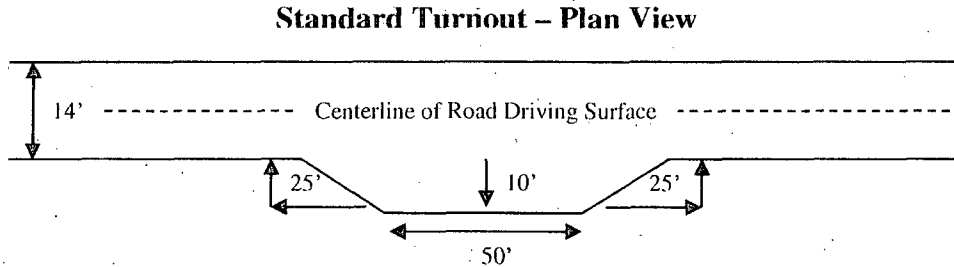 Standard Turnout – Plan View
14'
Centerline of Road Driving Surface
25'
10'
25'
50'